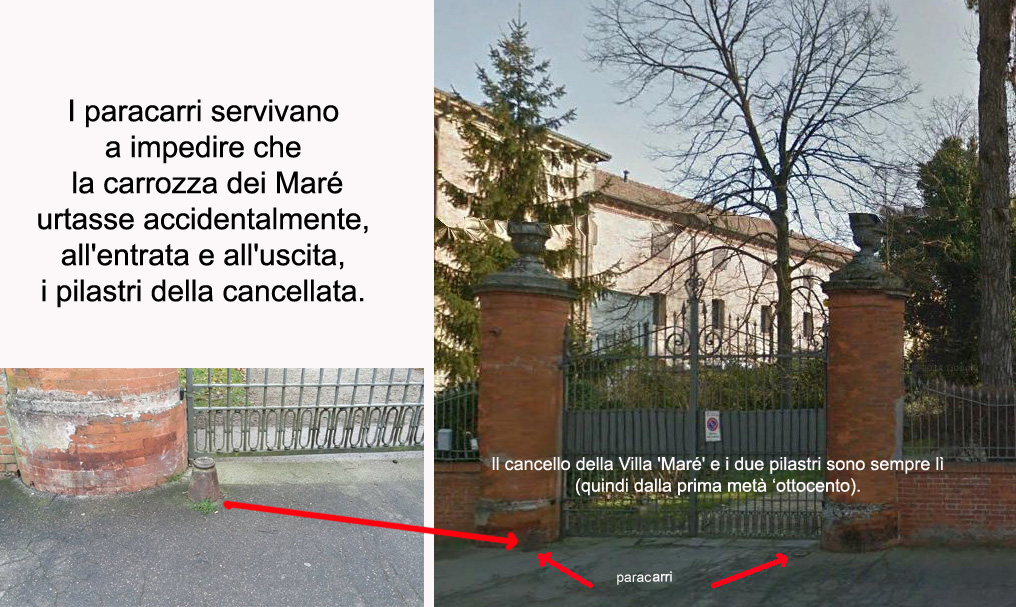 I paracarri servivano
a impedire che
la carrozza dei Maré
urtasse accidentalmente,
all'entrata e all'uscita,
i pilastri della cancellata.
Il cancello della Villa 'Maré' e i due pilastri sono sempre lì
(quindi dalla prima metà ‘ottocento).
paracarri